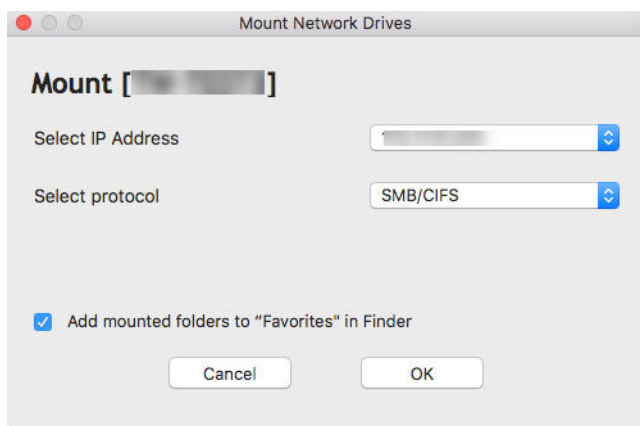 Mount Network Drives
Mount [ ]
Select IP Address
Select protocol SMB/CIFS
Add mounted folders to “Favorites" in Finder
Cancel OK